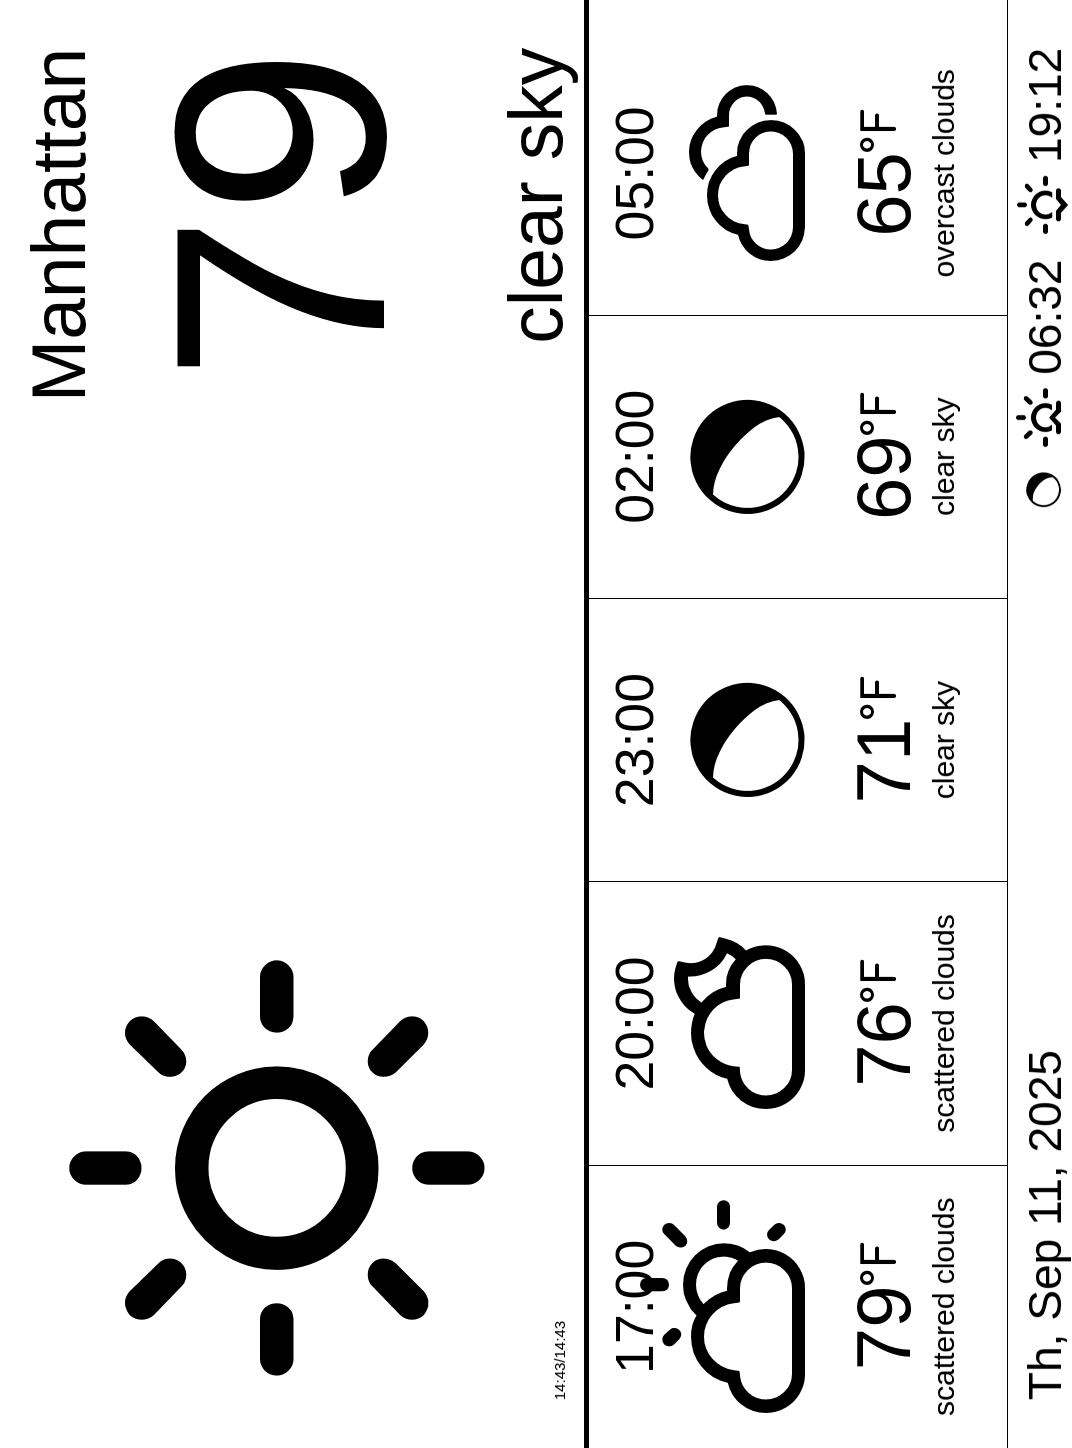 Manhattan
79
clear sky
14:43/14:43
17:00
79°F
scattered clouds
20:00
76°F
scattered clouds
23:00
71°F
clear sky
02:00
69°F
clear sky
05:00
65°F
overcast clouds
Th, Sep 11, 2025
06:32 19:12